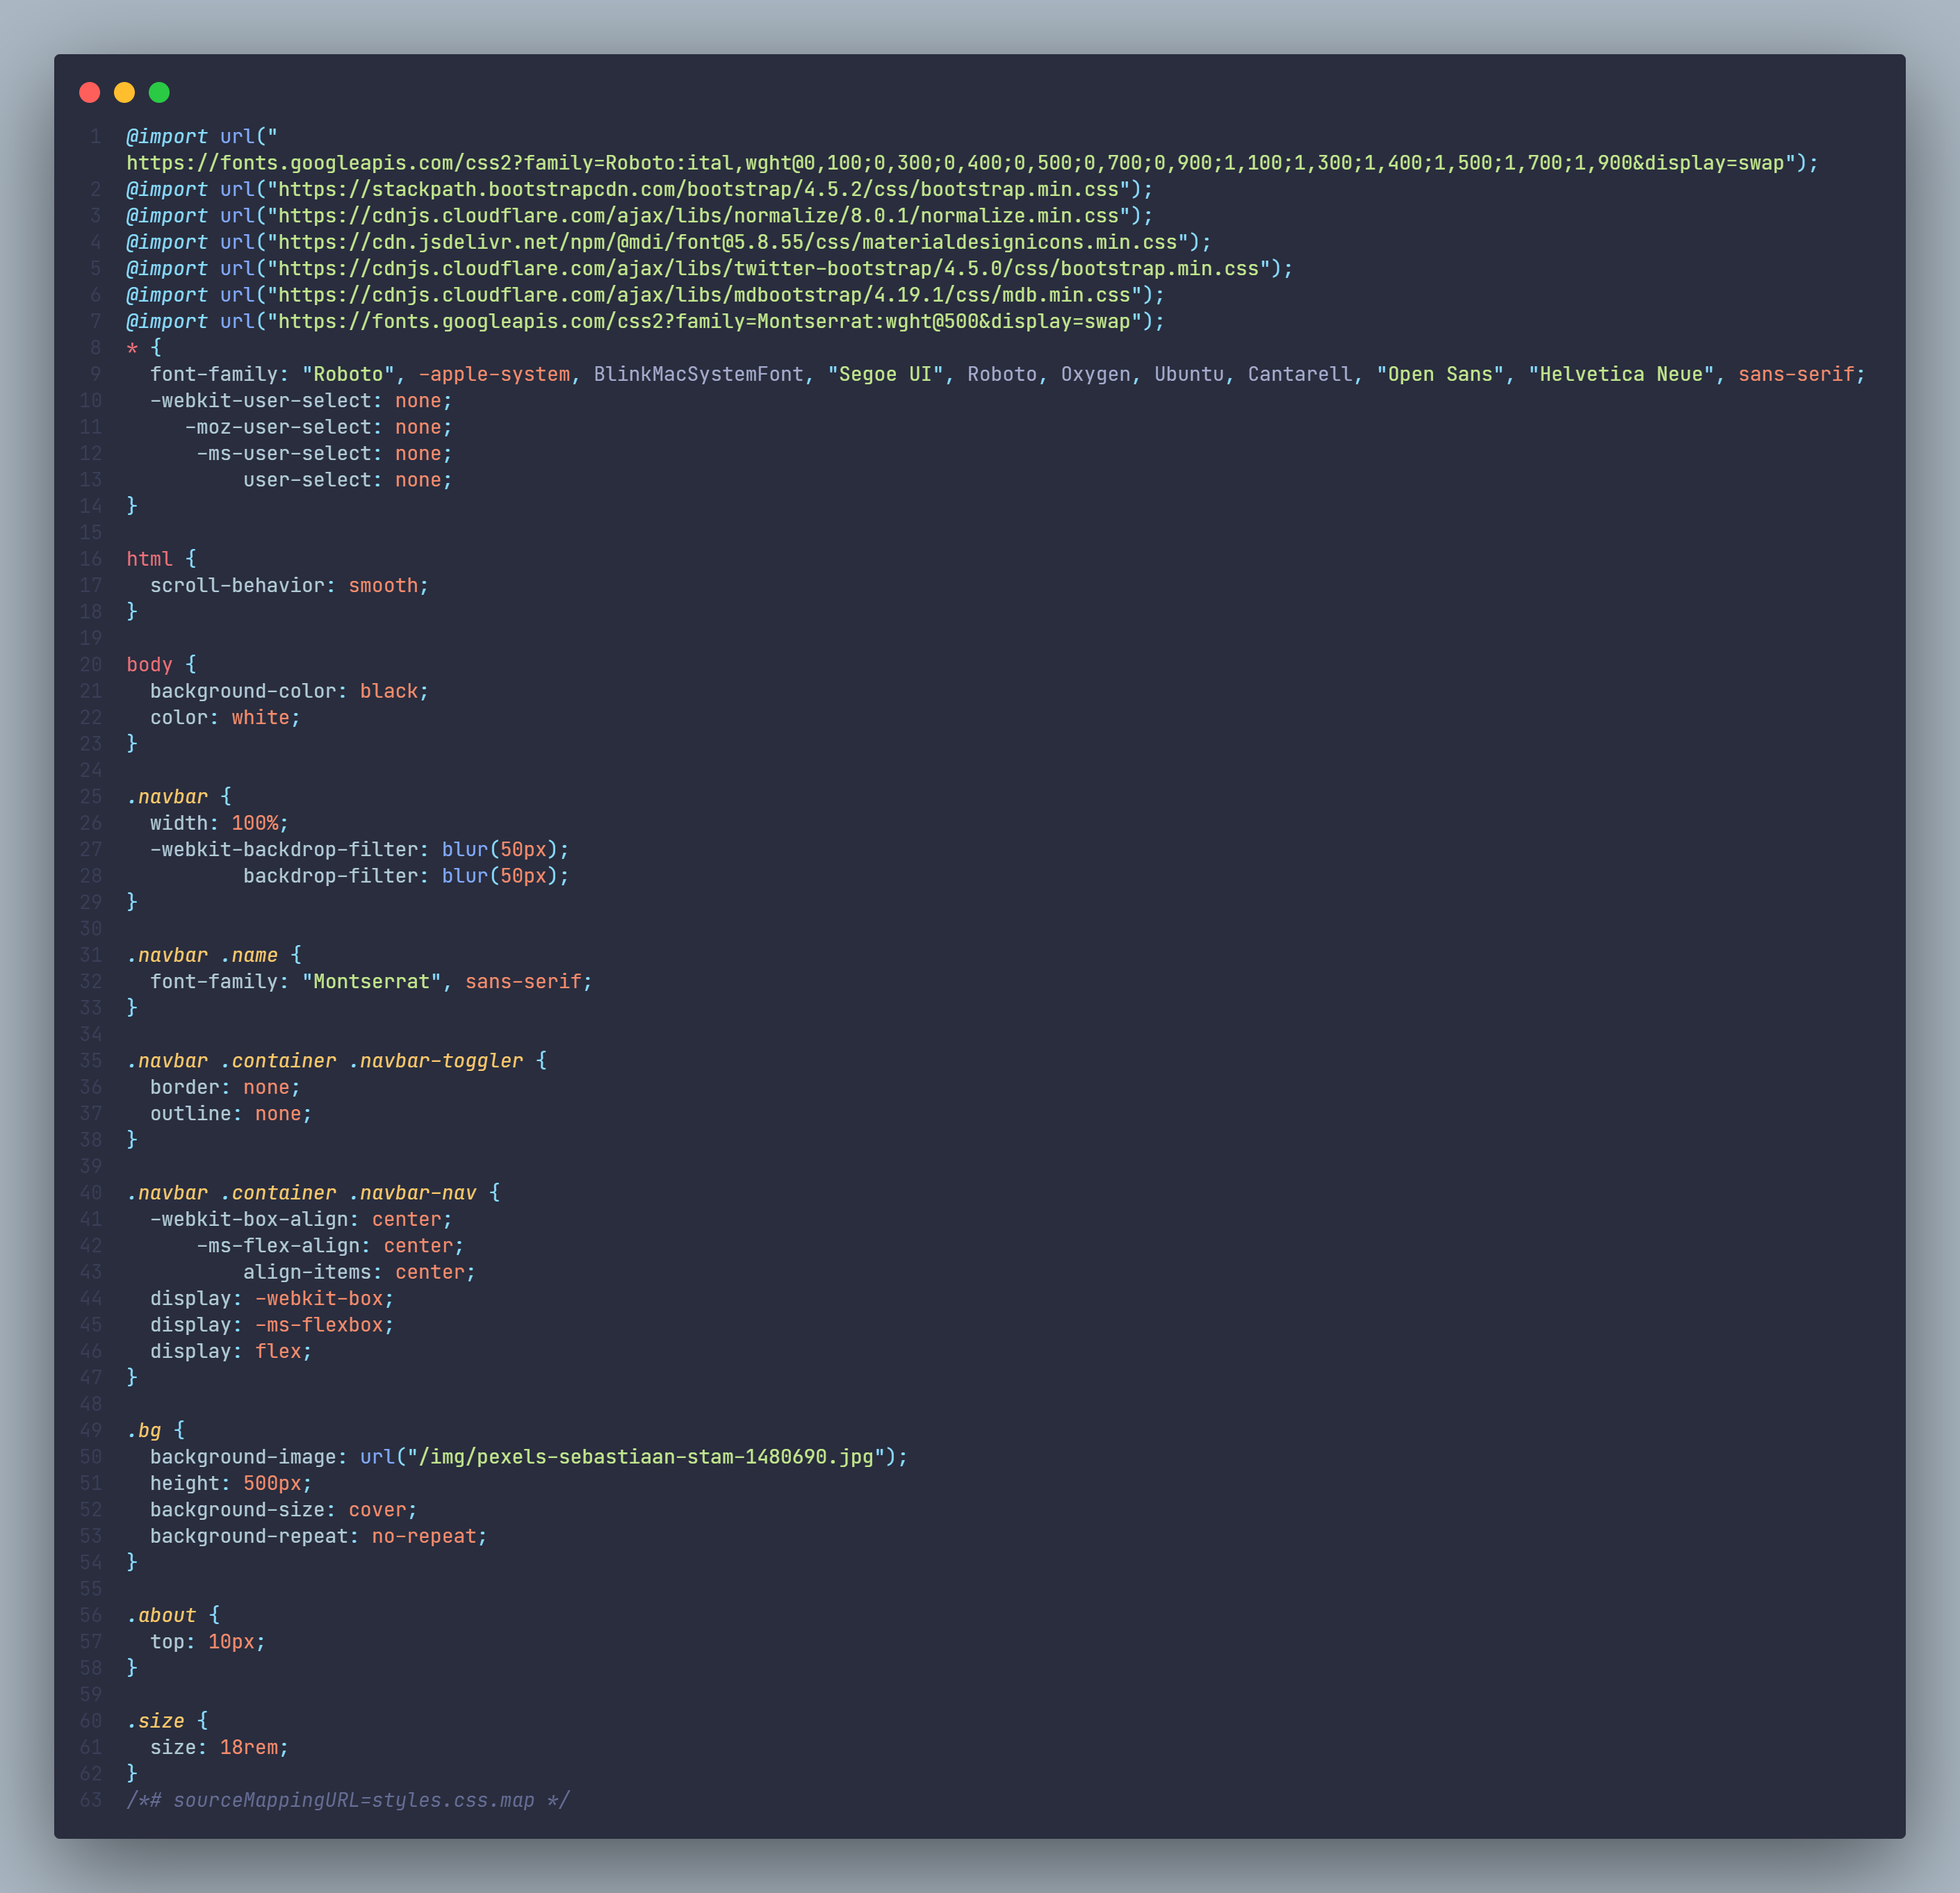 1 @import url("
https://fonts.googleapis.com/css2?family=Roboto:ital,wght@0,100;0,300;0,400;0,500;0,700;0,900;1,100;1,300;1,400;1,500;1,700;1,900&display=swap");
2 @import url("https://stackpath.bootstrapcdn.com/bootstrap/4.5.2/css/bootstrap.min.css");
3 @import url("https://cdnjs.cloudflare.com/ajax/libs/normalize/8.0.1/normalize.min.css");
4 @import url("https://cdn.jsdelivr.net/npm/@mdi/font@5.8.55/css/materialdesignicons.min.css");
5 @import url("https://cdnjs.cloudflare.com/ajax/libs/twitter-bootstrap/4.5.0/css/bootstrap.min.css");
6 @import url("https://cdnjs.cloudflare.com/ajax/libs/mdbootstrap/4.19.1/css/mdb.min.css");
7 @import url("https://fonts.googleapis.com/css2?family=Montserrat:wght@500&display=swap");
8 * {
9   font-family: "Roboto", -apple-system, BlinkMacSystemFont, "Segoe UI", Roboto, Oxygen, Ubuntu, Cantarell, "Open Sans", "Helvetica Neue", sans-serif;
10   -webkit-user-select: none;
11      -moz-user-select: none;
12       -ms-user-select: none;
13           user-select: none;
14 }
15
16 html {
17   scroll-behavior: smooth;
18 }
19
20 body {
21   background-color: black;
22   color: white;
23 }
24
25 .navbar {
26   width: 100%;
27   -webkit-backdrop-filter: blur(50px);
28           backdrop-filter: blur(50px);
29 }
30
31 .navbar .name {
32   font-family: "Montserrat", sans-serif;
33 }
34
35 .navbar .container .navbar-toggler {
36   border: none;
37   outline: none;
38 }
39
40 .navbar .container .navbar-nav {
41   -webkit-box-align: center;
42       -ms-flex-align: center;
43           align-items: center;
44   display: -webkit-box;
45   display: -ms-flexbox;
46   display: flex;
47 }
48
49 .bg {
50   background-image: url("/img/pexels-sebastiaan-stam-1480690.jpg");
51   height: 500px;
52   background-size: cover;
53   background-repeat: no-repeat;
54 }
55
56 .about {
57   top: 10px;
58 }
59
60 .size {
61   size: 18rem;
62 }
63 /*# sourceMappingURL=styles.css.map */